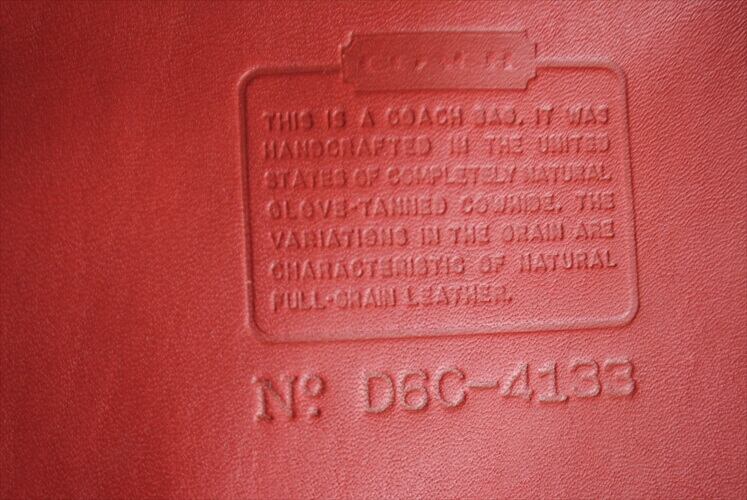 COACH
THIS IS A COACH BAG. IT WAS
HANDCRAFTED IN THE UNITED
STATES OF COMPLETELY NATURAL
GLOVE-TANNED COWHIDE. THE
VARIATIONS IN THE GRAIN ARE
CHARACTERISTIC OF NATURAL
FULL-GRAIN LEATHER.
Nº D6C-4133